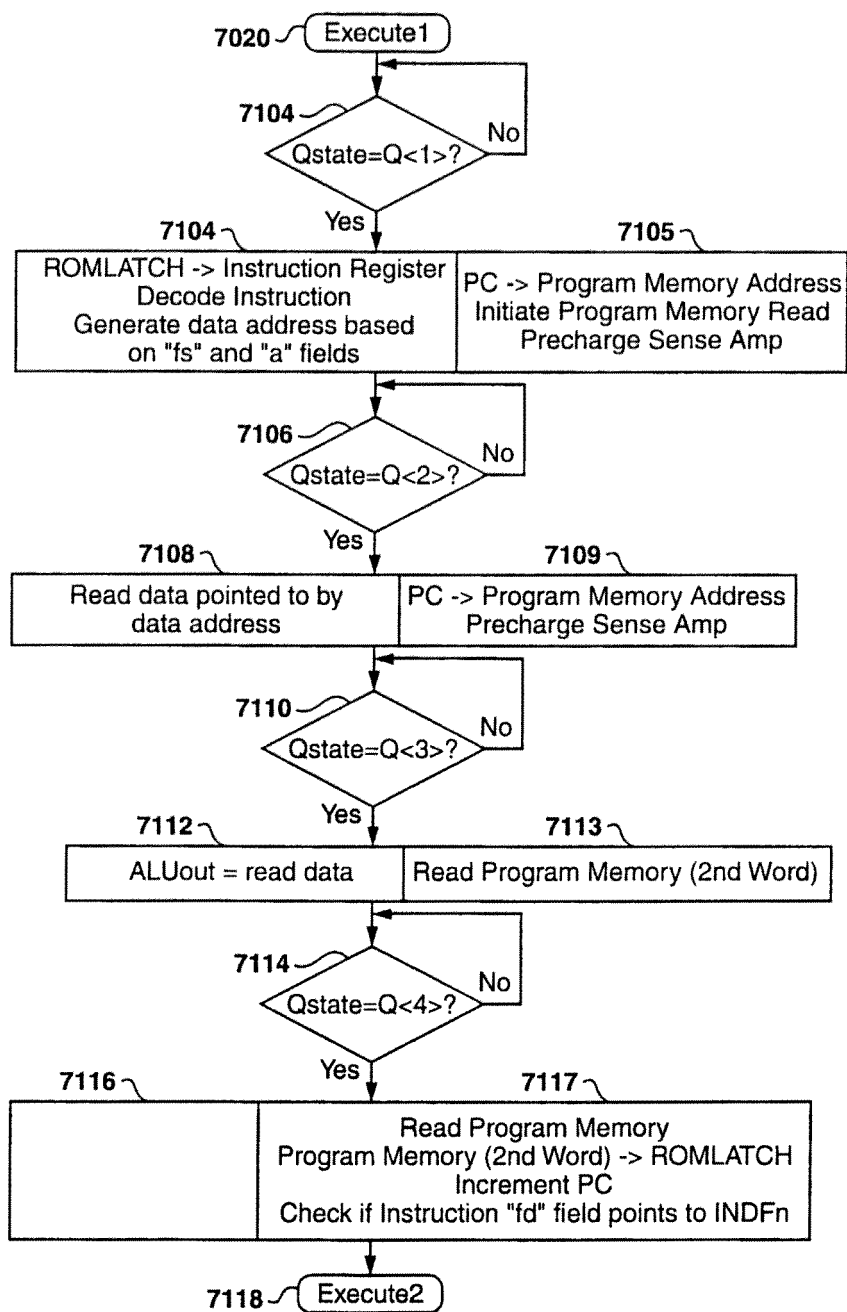 7020 Execute1
7104
No
Qstate=Q<1>?
Yes
7104
7105
ROMLATCH -> Instruction Register
Decode Instruction
Generate data address based
on "fs" and "a" fields
PC -> Program Memory Address
Initiate Program Memory Read
Precharge Sense Amp
7106
No
Qstate=Q<2>?
Yes
7108
7109
Read data pointed to by
data address
PC -> Program Memory Address
Precharge Sense Amp
7110
No
Qstate=Q<3>?
Yes
7112
7113
ALUout = read data
Read Program Memory (2nd Word)
7114
No
Qstate=Q<4>?
Yes
7116
7117
Read Program Memory
Program Memory (2nd Word) -> ROMLATCH
Increment PC
Check if Instruction "fd" field points to INDFn
7118 Execute2